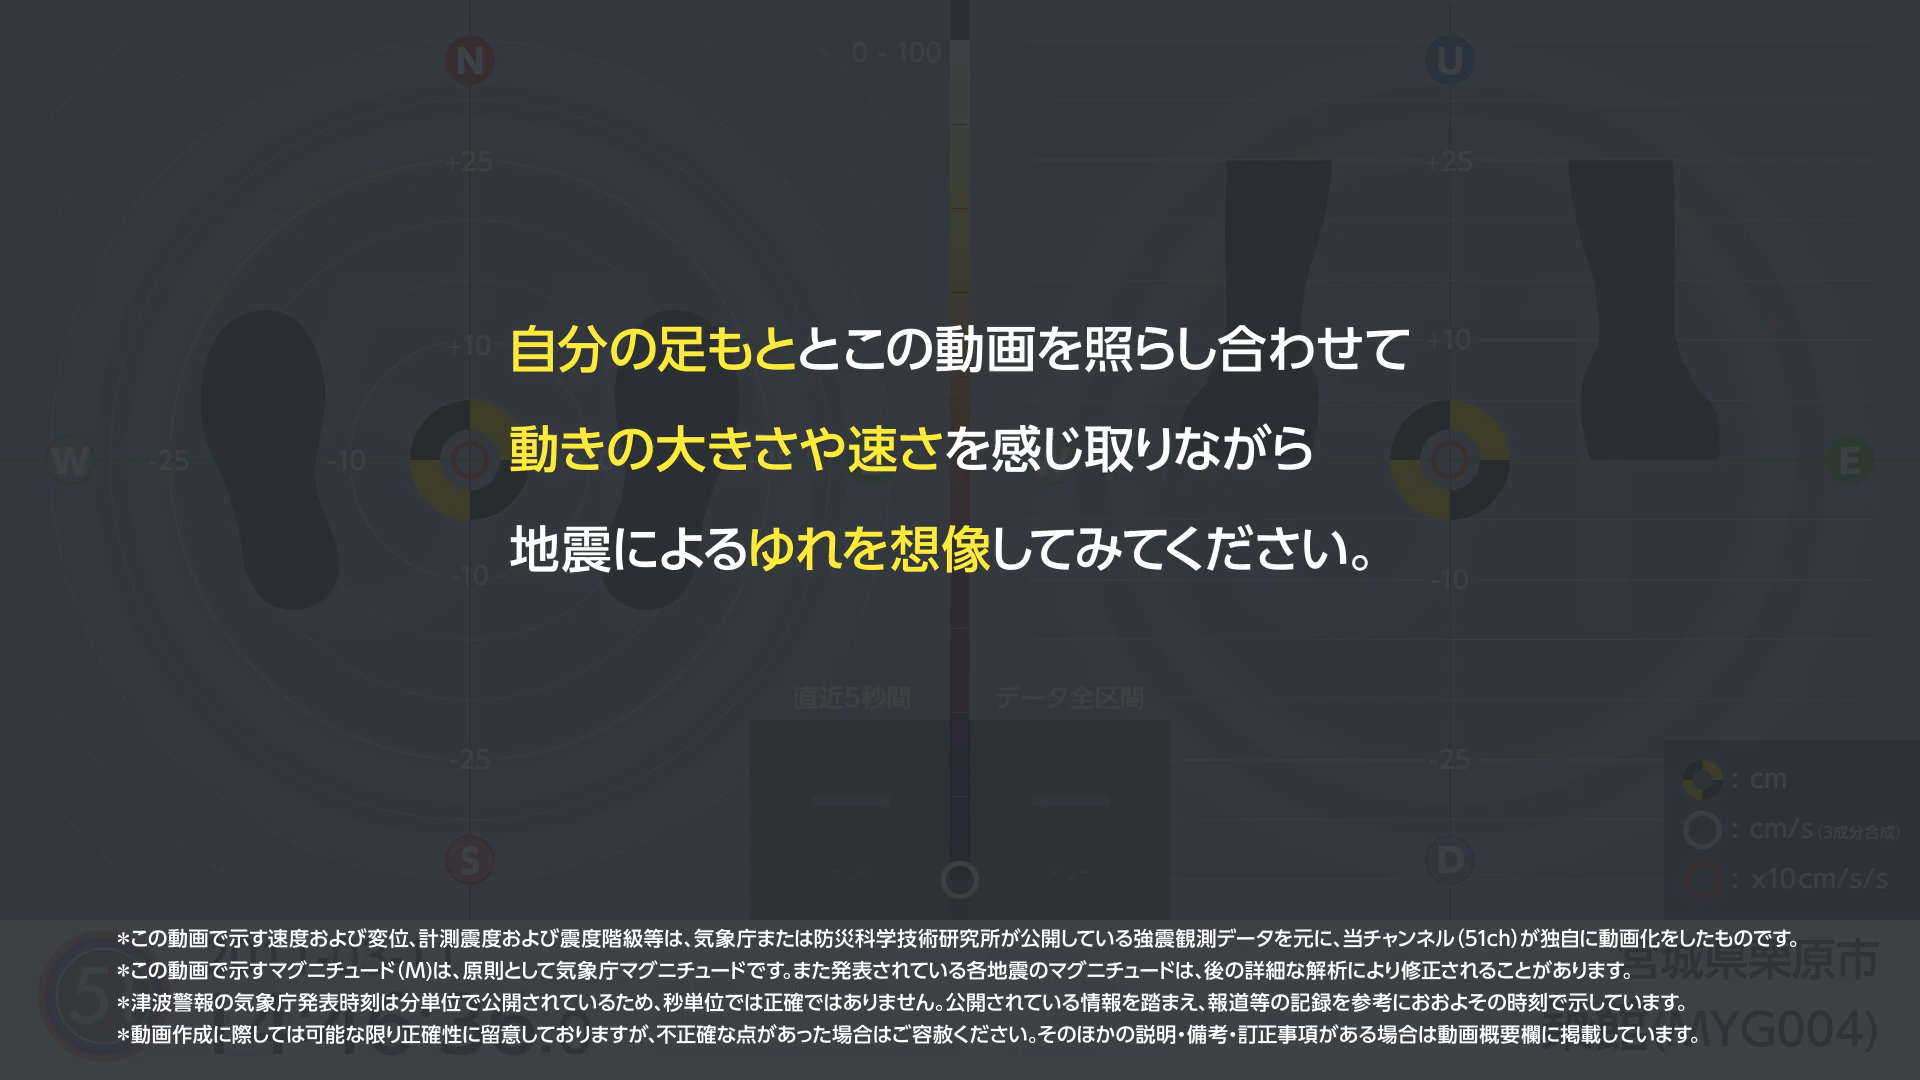 N
U
0 - 100
+25
+25
自分の足もととこの動画を照らし合わせて
+10
+10
動きの大きさや速さを感じ取りながら
W
-25
-10
E
地震によるゆれを想像してみてください。
-10
-10
直近5秒間
データ全区間
-25
-25
: cm
: cm/s (3成分合成)
: x10cm/s/s
S
D
*この動画で示す速度および変位、計測震度および震度階級等は、気象庁または防災科学技術研究所が公開している強震観測データを元に、当チャンネル(51ch)が独自に動画化をしたものです。
*この動画で示すマグニチュード(M)は、原則として気象庁マグニチュードです。また発表されている各地震のマグニチュードは、後の詳細な解析により修正されることがあります。
宮城県栗原市
*津波警報の気象庁発表時刻は分単位で公開されているため、秒単位では正確ではありません。公開されている情報を踏まえ、報道等の記録を参考におおよその時刻で示しています。
*動画作成に際しては可能な限り正確性に留意しておりますが、不正確な点があった場合はご容赦ください。そのほかの説明・備考・訂正事項がある場合は動画概要欄に掲載しています。
(MYG004)